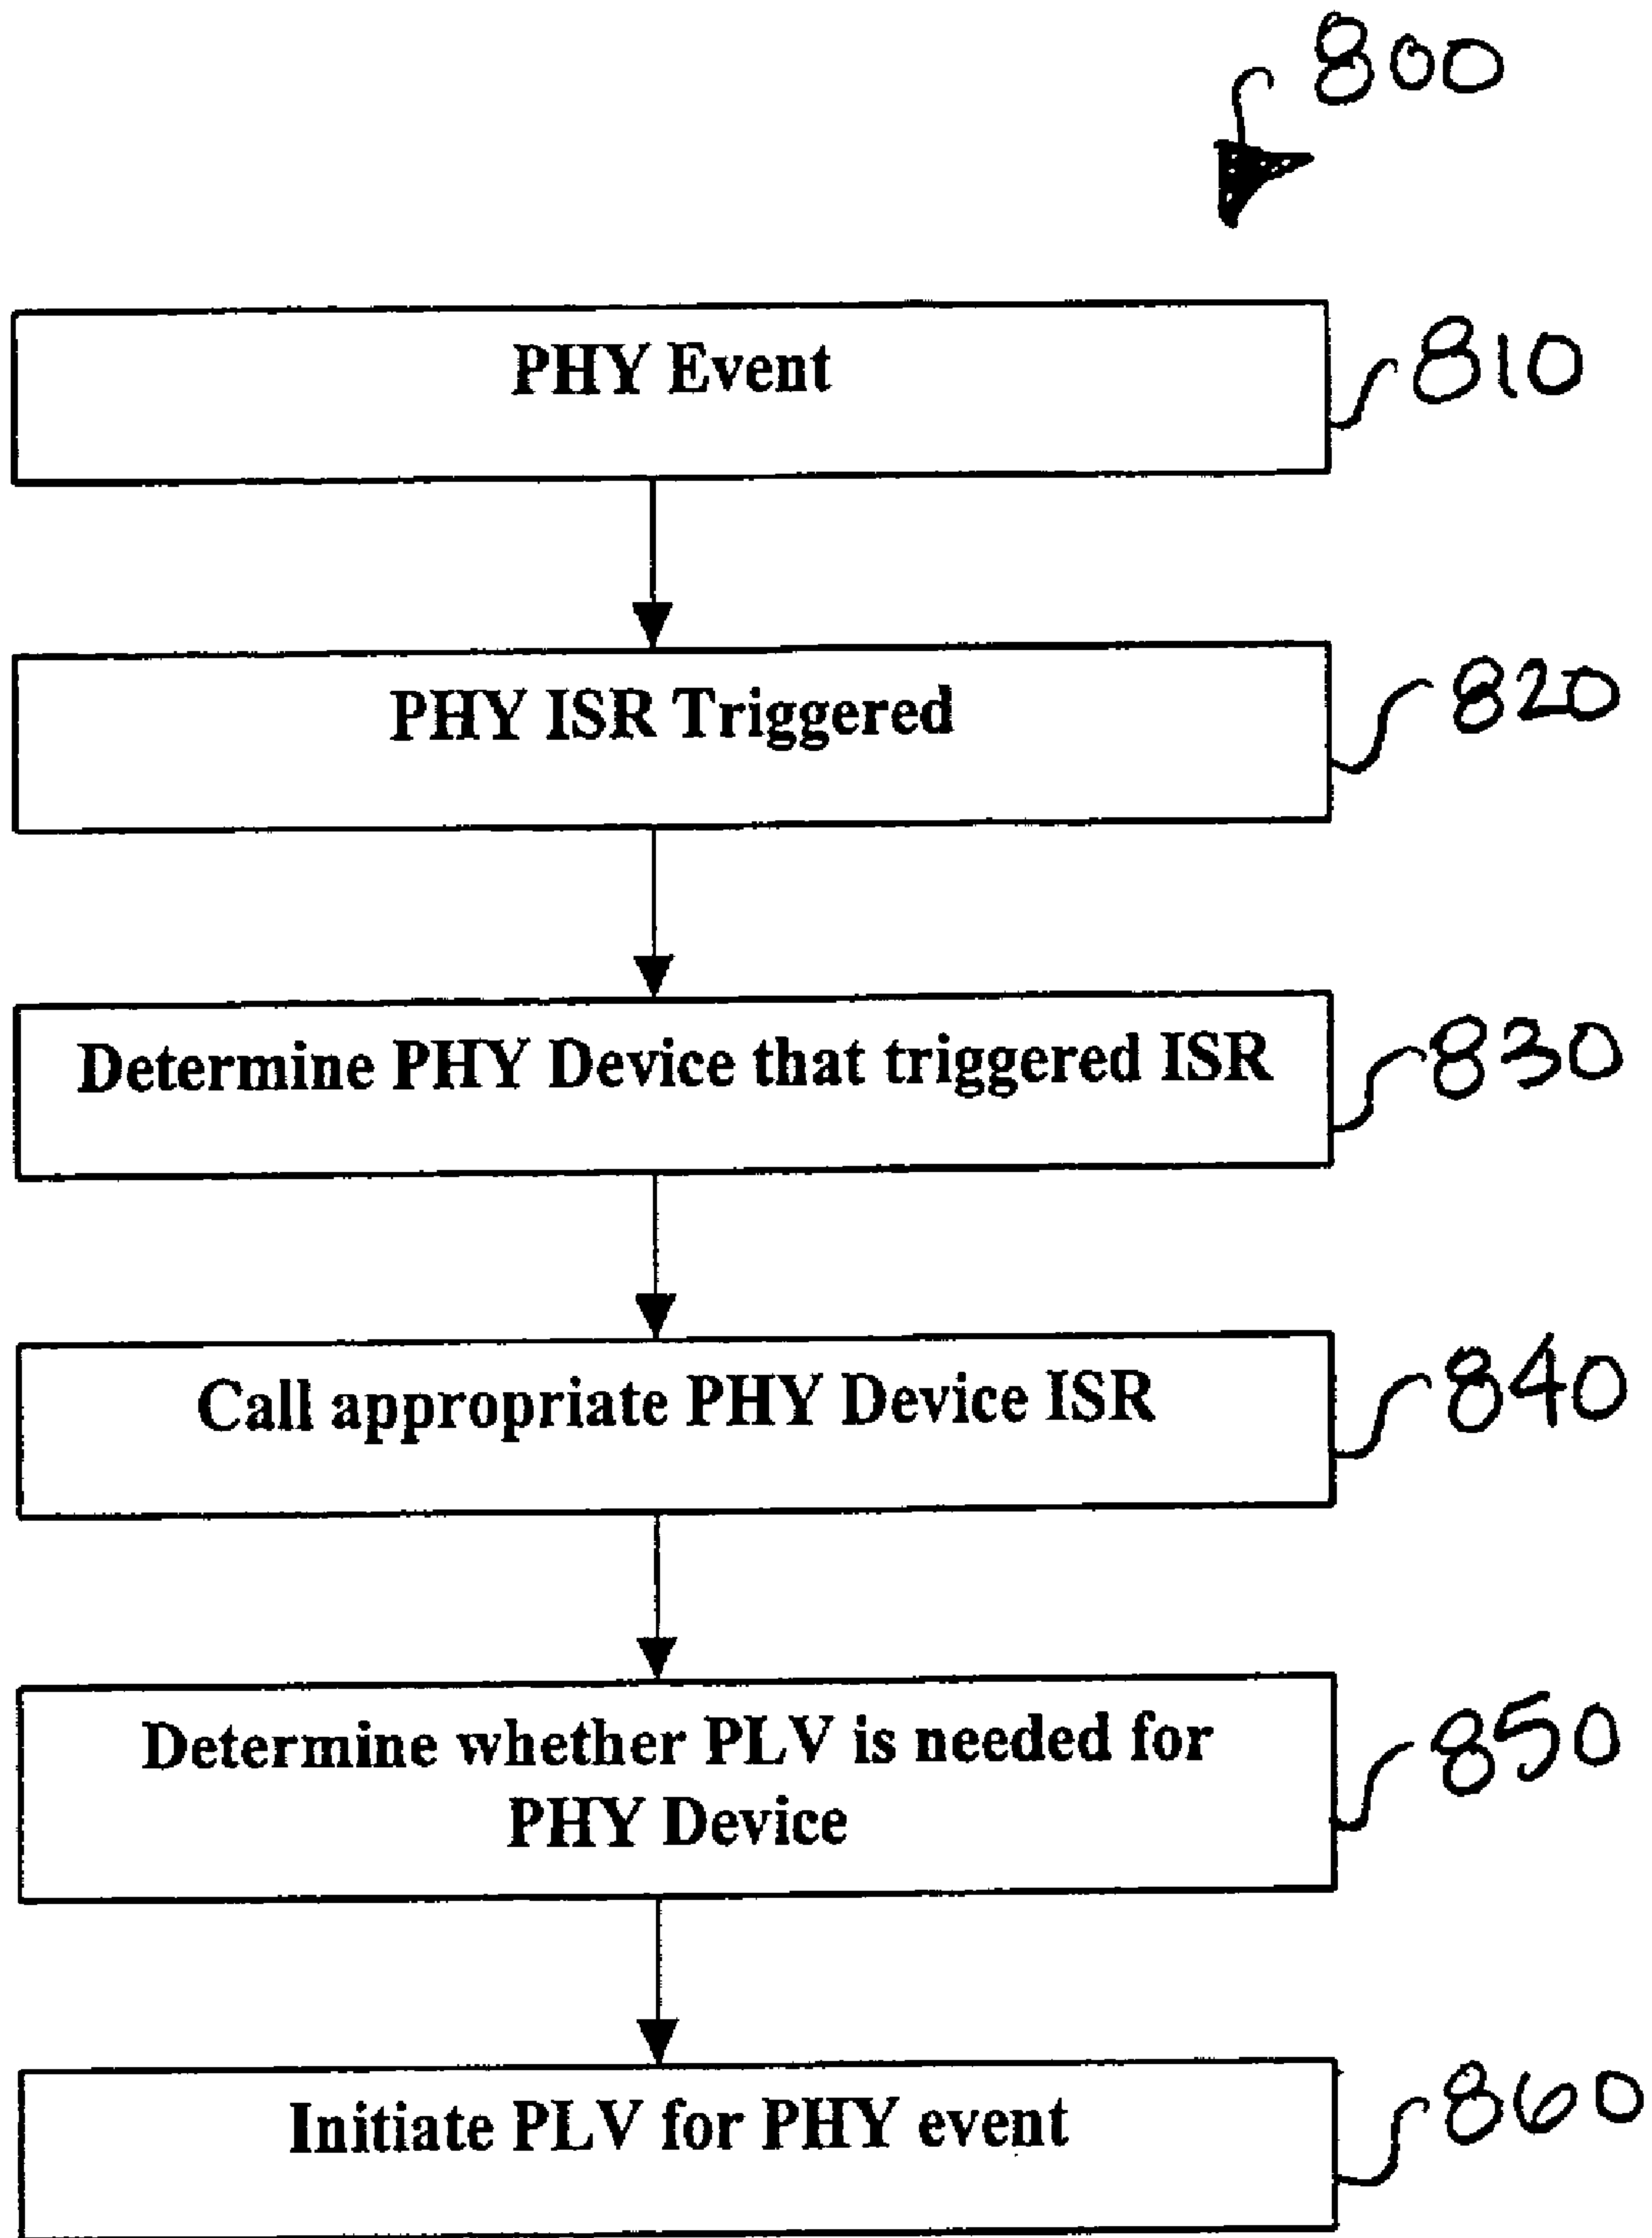 800
PHY Event
810
PHY ISR Triggered
820
Determine PHY Device that triggered ISR
830
Call appropriate PHY Device ISR
840
Determine whether PLV is needed for
PHY Device
850
Initiate PLV for PHY event
860